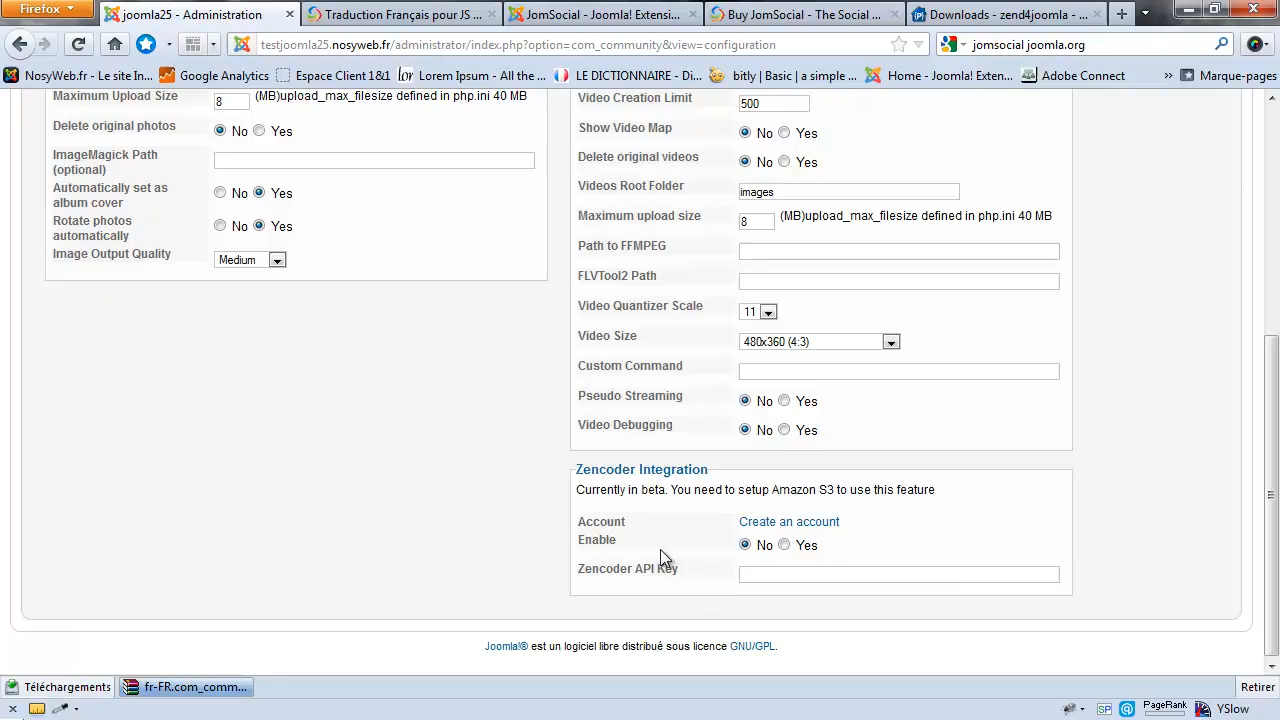 Firefox
joomla25 - Administration
Traduction Français pour JS ...
JomSocial - Joomla! Extensi...
Buy JomSocial - The Social ...
Downloads - zend4joomla - ...
testjoomla25.nosyweb.fr/administrator/index.php?option=com_community&view=configuration
jomsocial joomla.org
NosyWeb.fr - Le site In...
Google Analytics
Espace Client 1&1
Lorem Ipsum - All the ...
LE DICTIONNAIRE - Di...
bitly | Basic | a simple ...
Home - Joomla! Exten...
Adobe Connect
Marque-pages
Maximum Upload Size 8 (MB)upload_max_filesize defined in php.ini 40 MB
Delete original photos No Yes
ImageMagick Path
(optional)
Automatically set as
album cover No Yes
Rotate photos
automatically No Yes
Image Output Quality Medium
Video Creation Limit 500
Show Video Map No Yes
Delete original videos No Yes
Videos Root Folder images
Maximum upload size 8 (MB)upload_max_filesize defined in php.ini 40 MB
Path to FFMPEG
FLVTool2 Path
Video Quantizer Scale 11
Video Size 480x360 (4:3)
Custom Command
Pseudo Streaming No Yes
Video Debugging No Yes
Zencoder Integration
Currently in beta. You need to setup Amazon S3 to use this feature
Account Create an account
Enable No Yes
Zencoder API Key
Joomla!® est un logiciel libre distribué sous licence GNU/GPL.
Téléchargements
fr-FR.com_comm...
Retirer
SP
PageRank
YSlow